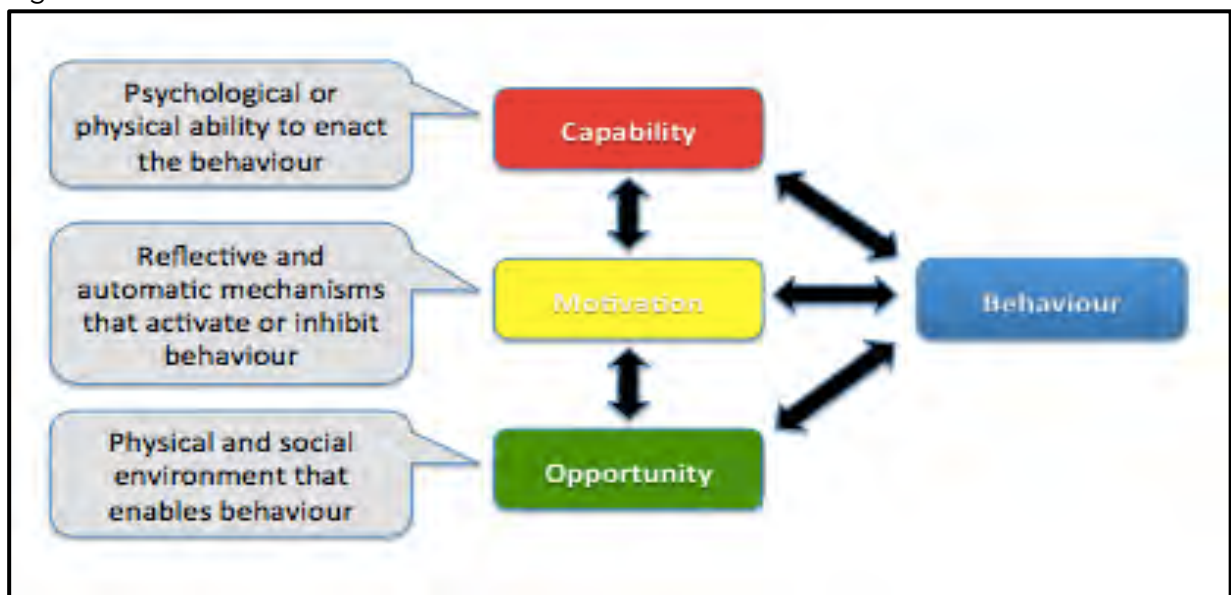 Psychological or
physical ability to enact
the behaviour
Capability
Reflective and
automatic mechanisms
that activate or inhibit
behaviour
Motivation
Behaviour
Physical and social
environment that
enables behaviour
Opportunity